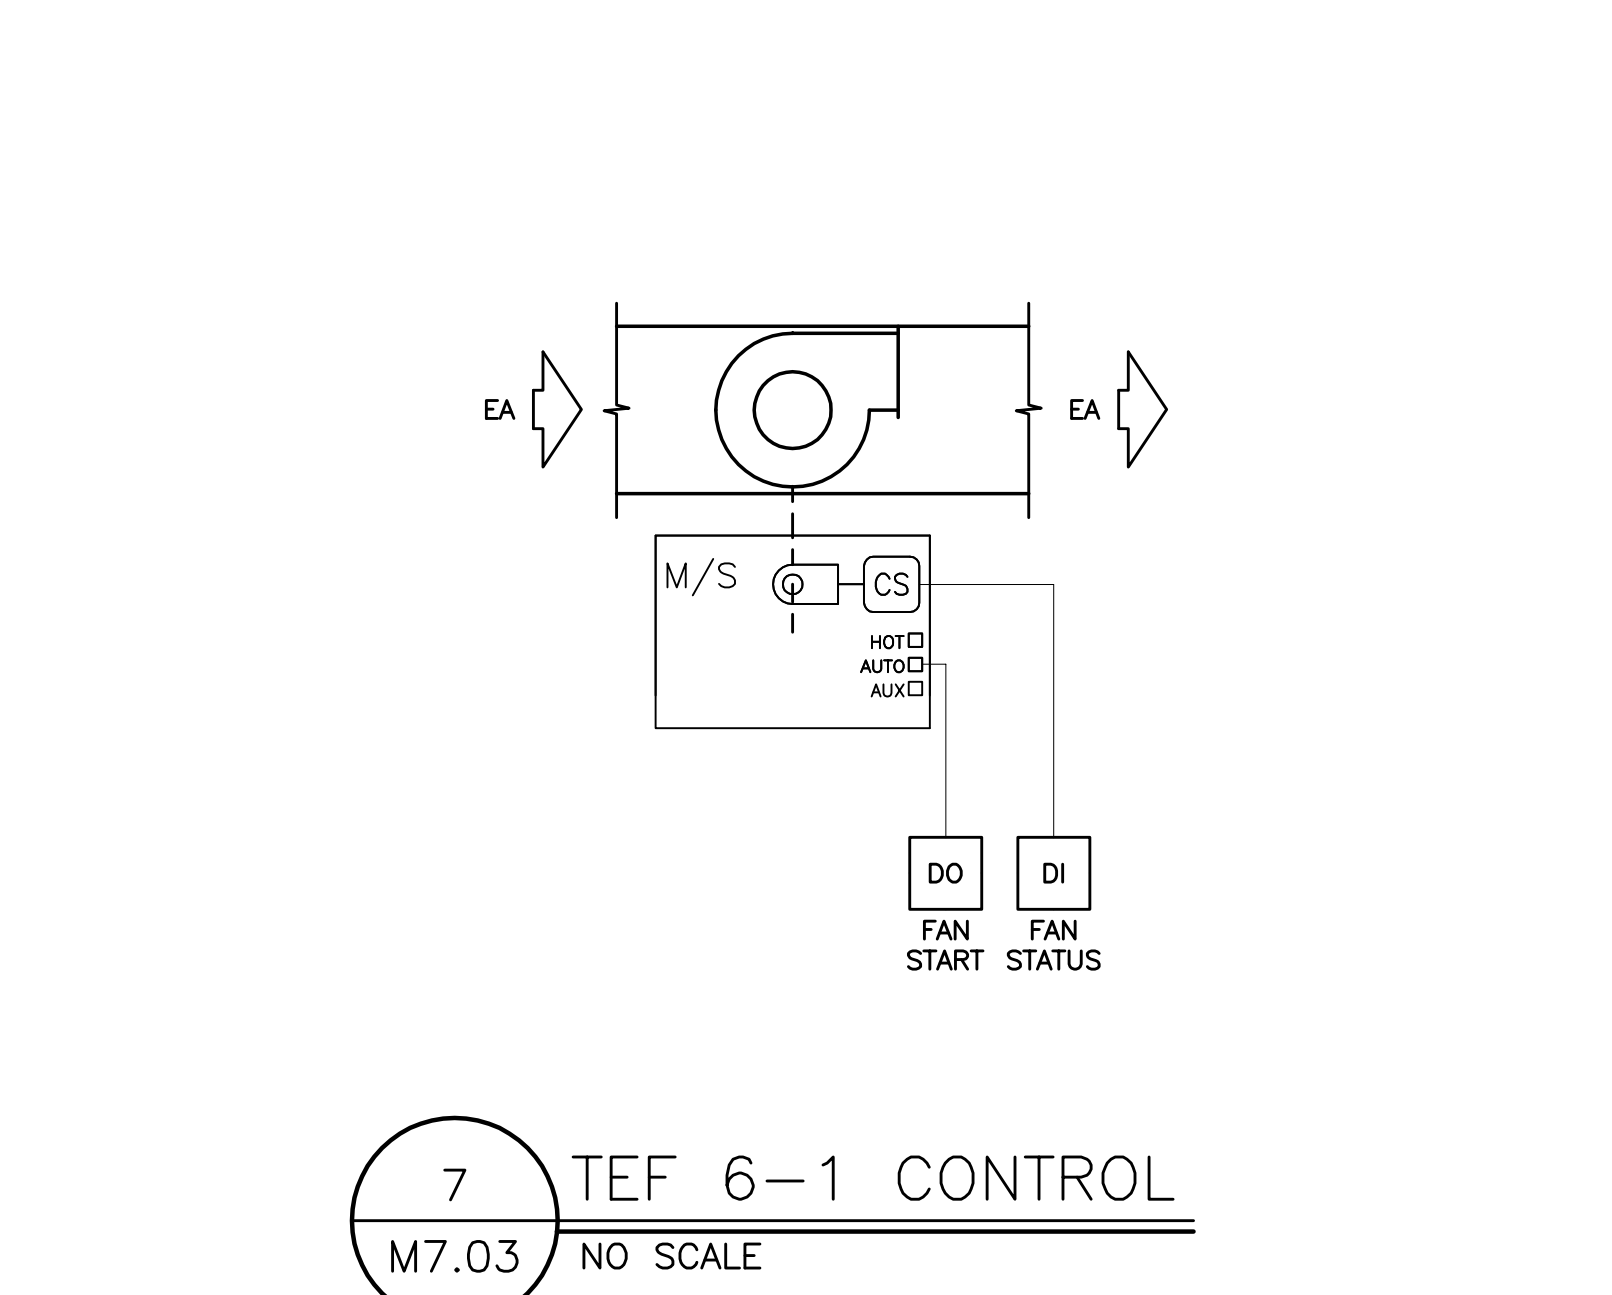 EA
EA
M/S
CS
HOT
AUTO
AUX
DO
DI
FAN
START
FAN
STATUS
7
M7.03
TEF 6-1 CONTROL
NO SCALE